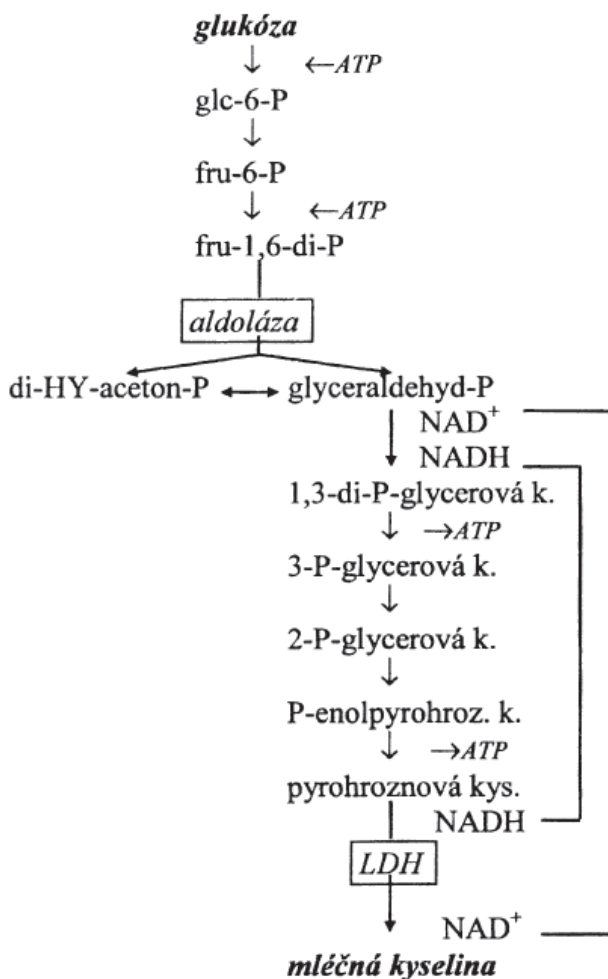 glukóza
↓ ←ATP
glc-6-P
↓
fru-6-P
↓ ←ATP
fru-1,6-di-P
aldoláza
di-HY-aceton-P ↔ glyceraldehyd-P
NAD⁺
NADH
1,3-di-P-glycerová k.
↓ →ATP
3-P-glycerová k.
↓
2-P-glycerová k.
↓
P-enolpyrohroz. k.
↓ →ATP
pyrohroznová kys.
NADH
LDH
NAD⁺
mléčná kyselina